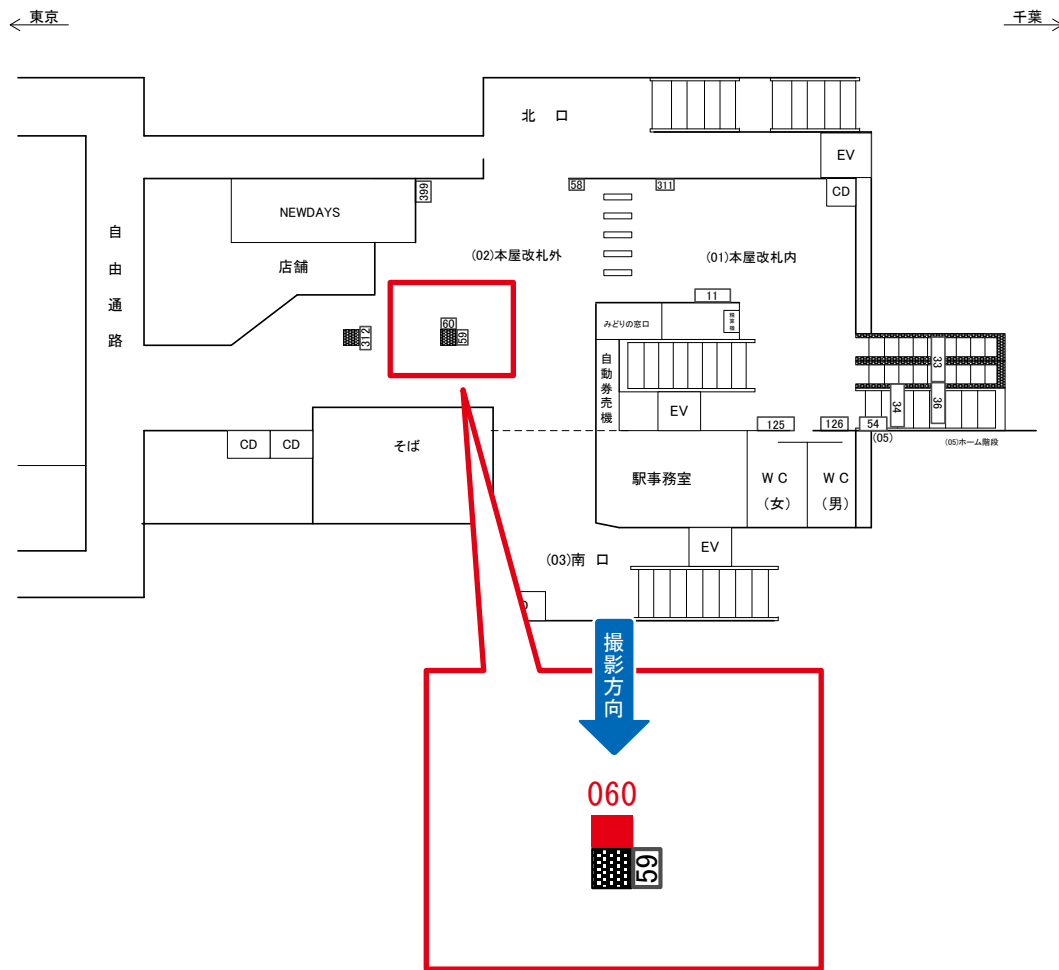 東京
千葉
北 口
EV
CD
58
311
399
NEWDAYS
自由通路
店舗
(02)本屋改札外
(01)本屋改札内
11
みどりの窓口
精算機
60
59
312
自動券売機
33
34
36
EV
CD
CD
そば
125
126
54
(05)
(05)ホーム階段
駅事務室
WC
(女)
WC
(男)
EV
(03)南 口
撮影方向
060
59